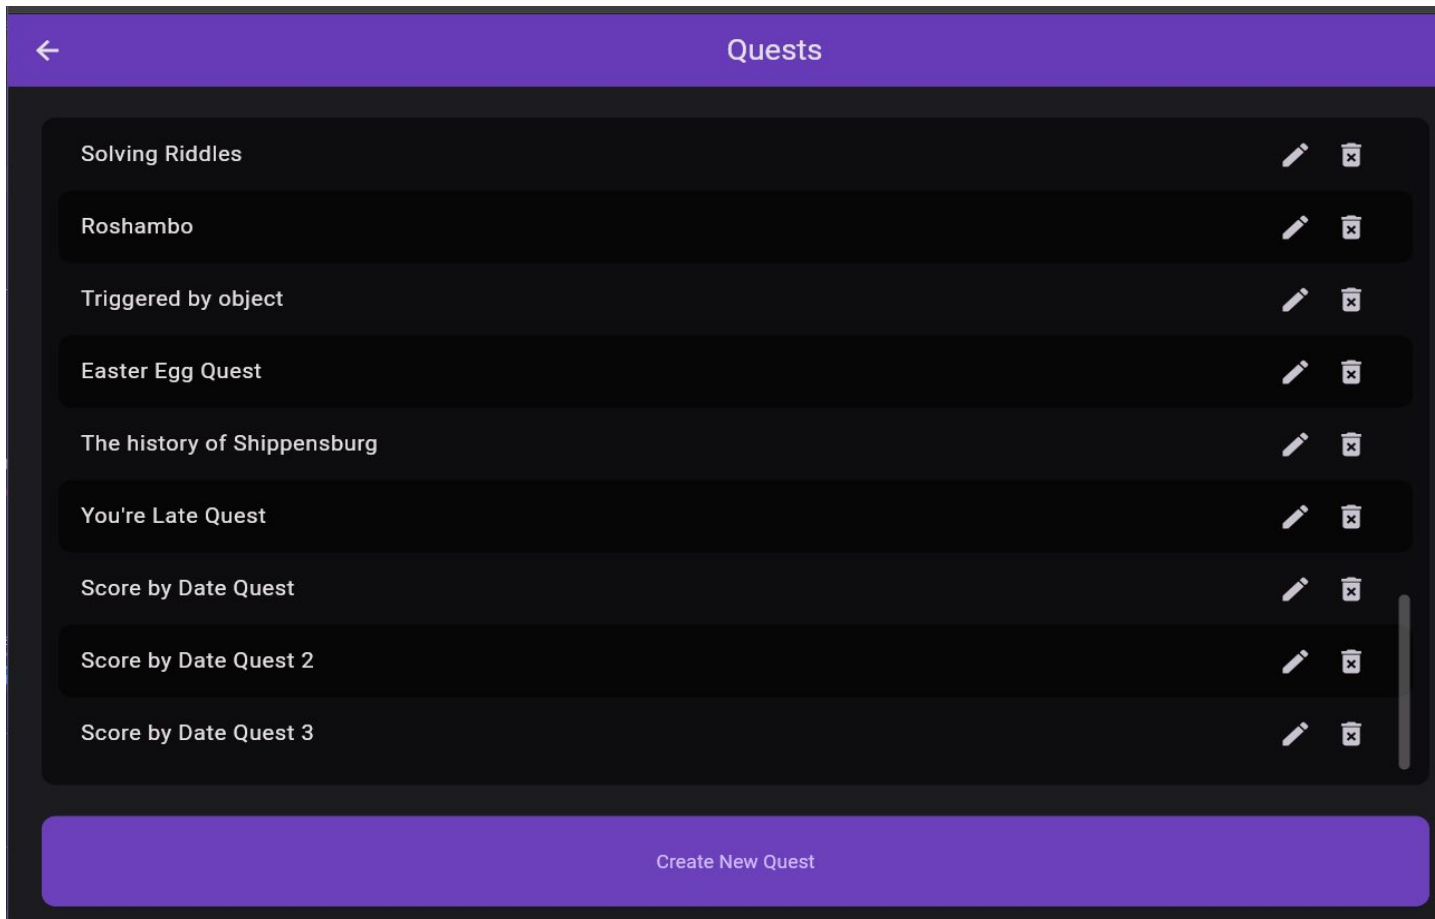 Quests
Solving Riddles
Roshambo
Triggered by object
Easter Egg Quest
The history of Shippensburg
You're Late Quest
Score by Date Quest
Score by Date Quest 2
Score by Date Quest 3
Create New Quest